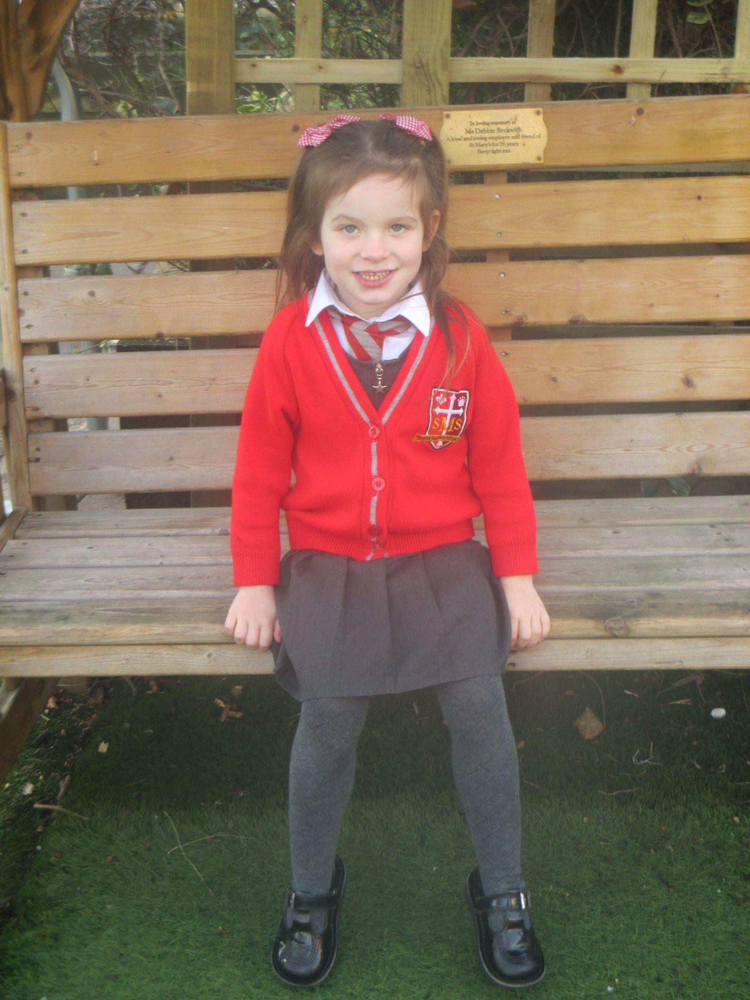 In loving memory of
Ms Debbie Beckwith
A loyal and loving employee and friend of
St Mary's for 26 years
Sleep tight xxx
SMS